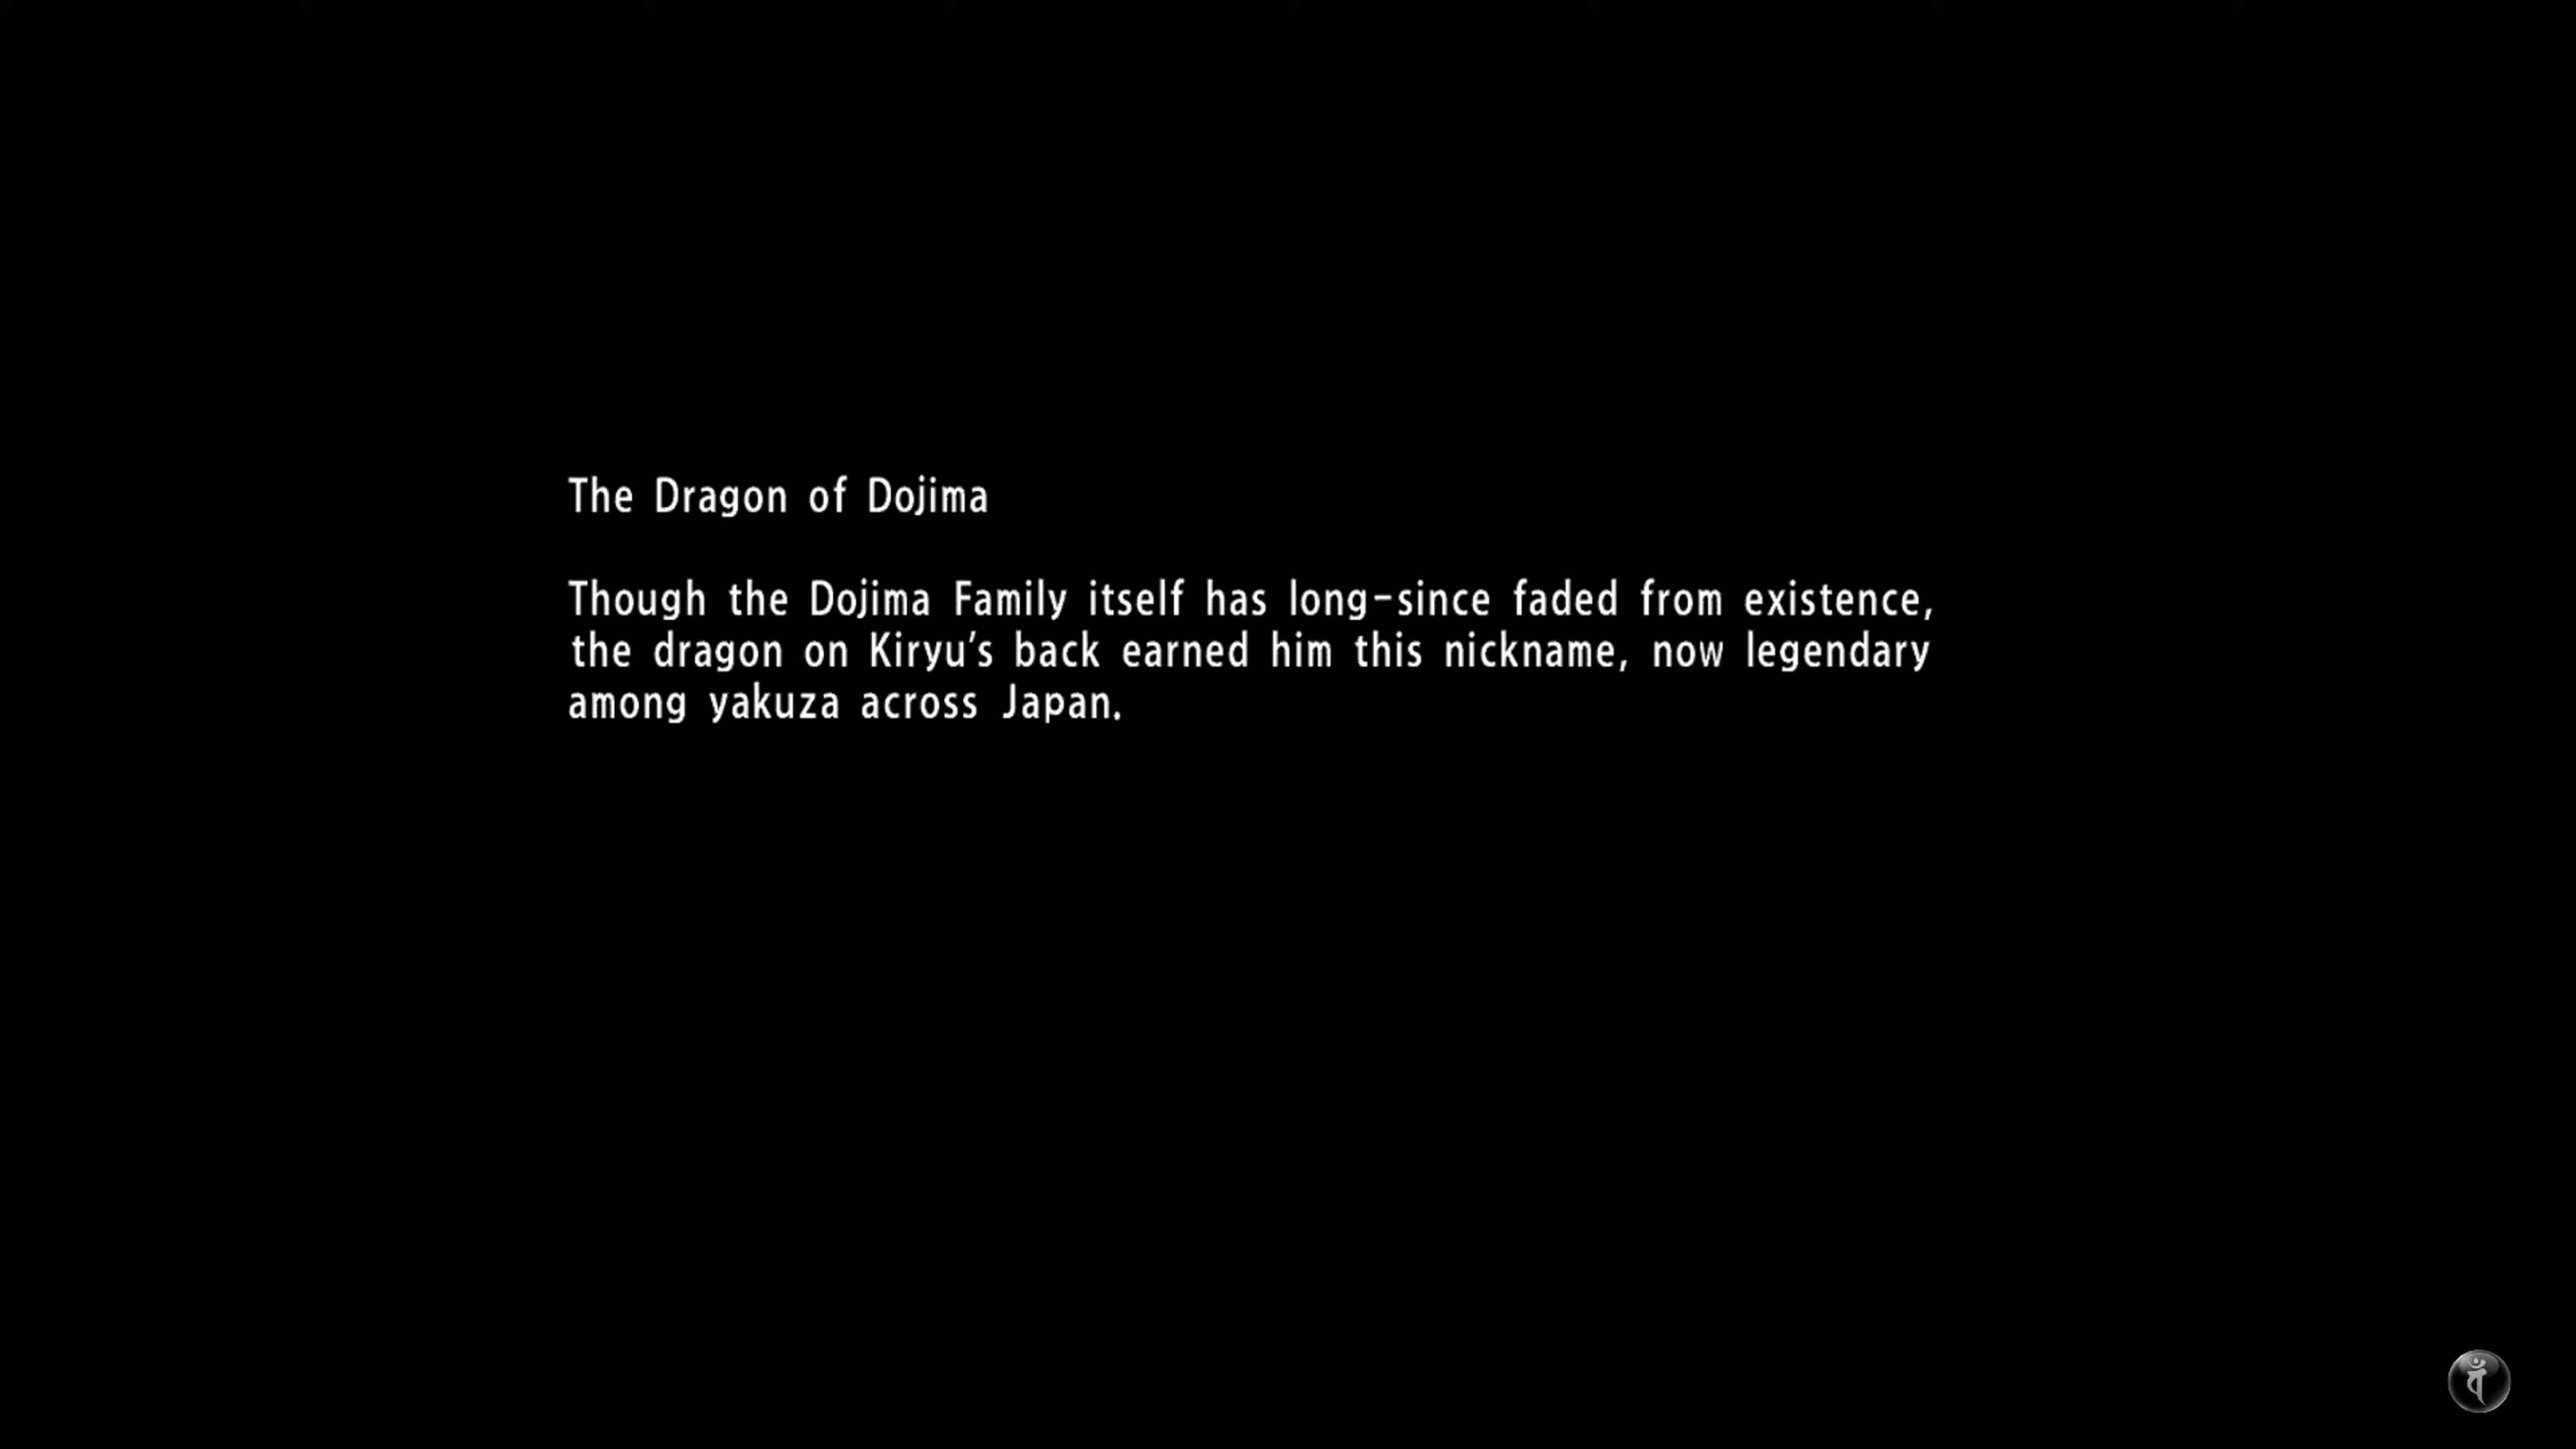 The Dragon of Dojima
Though the Dojima Family itself has long-since faded from existence,
the dragon on Kiryu's back earned him this nickname, now legendary
among yakuza across Japan.